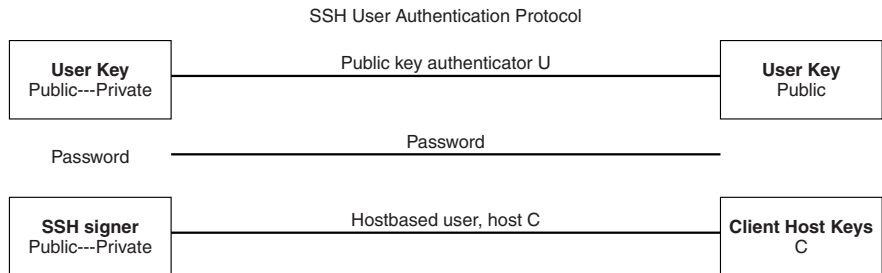 SSH User Authentication Protocol
User Key
Public---Private
Public key authenticator U
User Key
Public
Password
Password
SSH signer
Public---Private
Hostbased user, host C
Client Host Keys
C